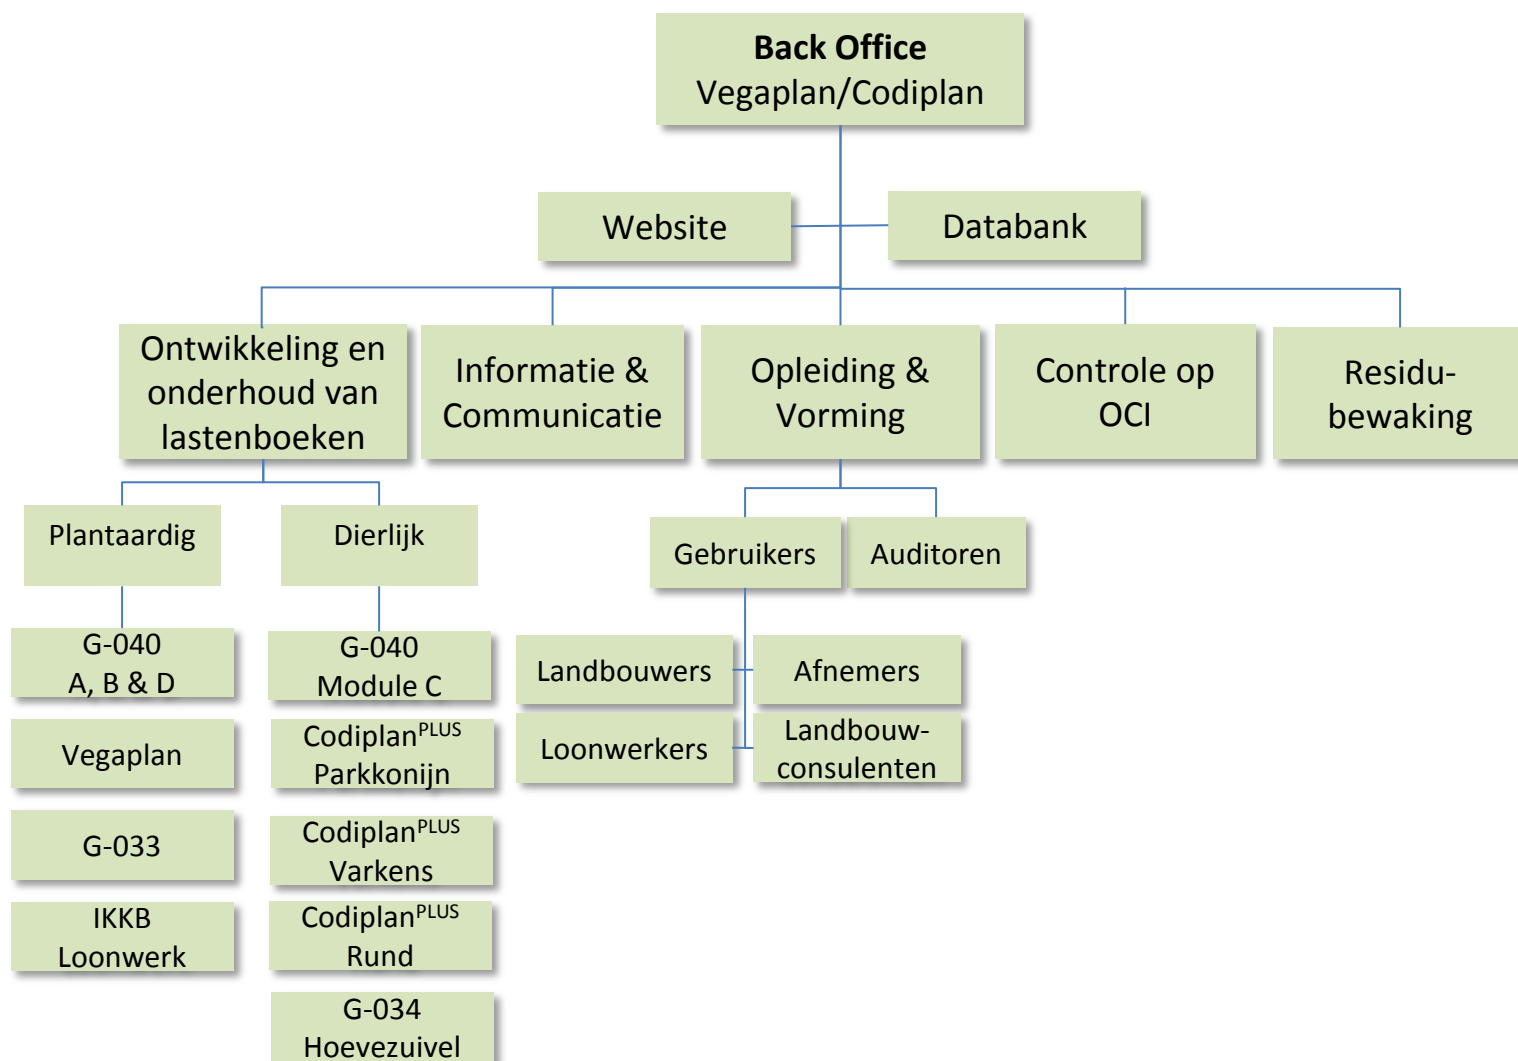 Back Office
Vegaplan/Codiplan
Website
Databank
Ontwikkeling en
onderhoud van
lastenboeken
Informatie &
Communicatie
Opleiding &
Vorming
Controle op
OCI
Residu-
bewaking
Plantaardig
Dierlijk
Gebruikers
Auditoren
G-040
A, B & D
Vegaplan
G-033
IKKB
Loonwerk
G-040
Module C
CodiplanPLUS
Parkkonijn
CodiplanPLUS
Varkens
CodiplanPLUS
Rund
G-034
Hoevezuivel
Landbouwers
Afnemers
Loonwerkers
Landbouw-
consulenten